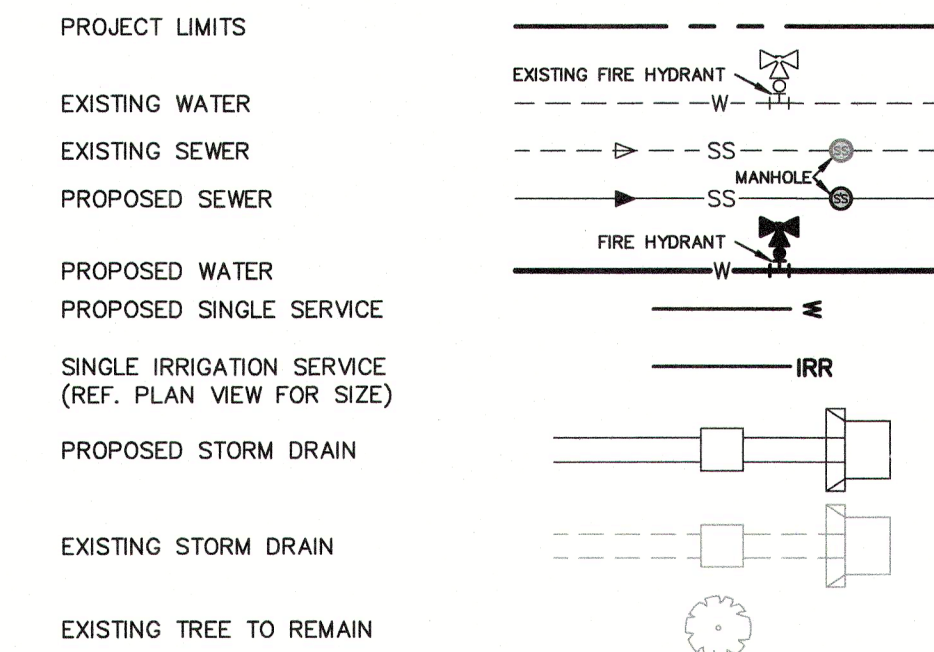 PROJECT LIMITS
EXISTING FIRE HYDRANT
EXISTING WATER
W
EXISTING SEWER
SS
SS
MANHOLE
PROPOSED SEWER
SS
SS
FIRE HYDRANT
PROPOSED WATER
W
PROPOSED SINGLE SERVICE
W
SINGLE IRRIGATION SERVICE
IRR
(REF. PLAN VIEW FOR SIZE)
PROPOSED STORM DRAIN
EXISTING STORM DRAIN
EXISTING TREE TO REMAIN